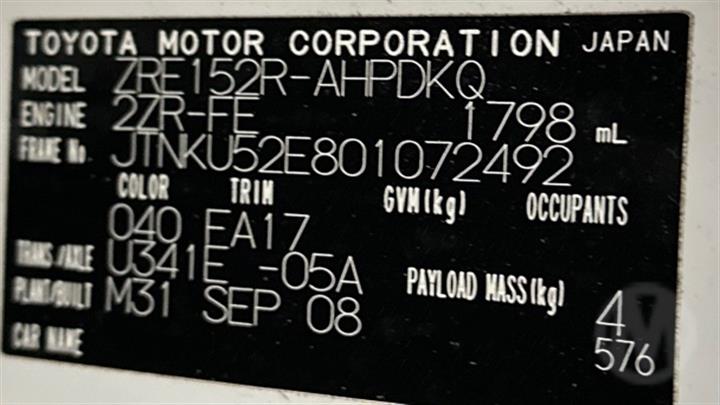 TOYOTA MOTOR CORPORATION JAPAN
MODEL ZRE152R-AHPDKQ
ENGINE 2ZR-FE 1798 mL
FRAME No JTNKU52E801072492
COLOR TRIM GVM(kg) OCCUPANTS
040 EA17
TRANS./AXLE U341E -05A PAYLOAD MASS(kg) 4
PLANT/BUILT M31 SEP 08 576
CAR NAME